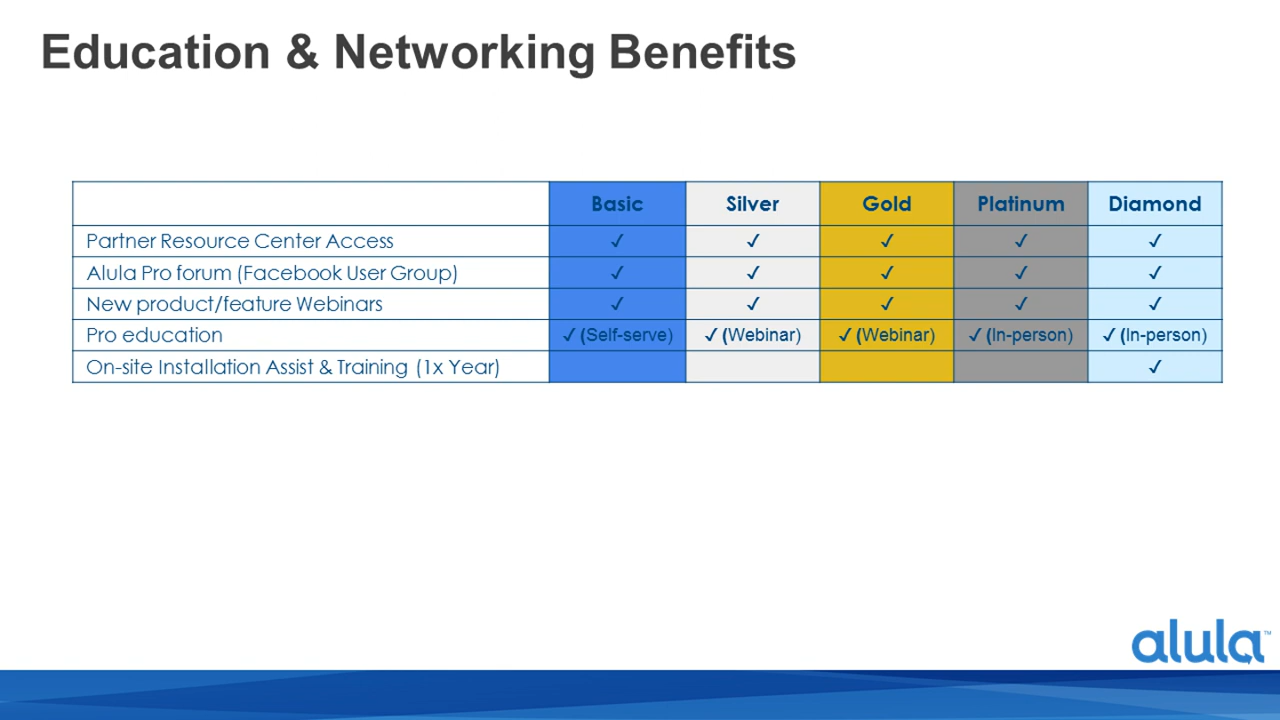 Education & Networking Benefits
Basic Silver Gold Platinum Diamond
Partner Resource Center Access ✓ ✓ ✓ ✓ ✓
Alula Pro forum (Facebook User Group) ✓ ✓ ✓ ✓ ✓
New product/feature Webinars ✓ ✓ ✓ ✓ ✓
Pro education ✓ (Self-serve) ✓ (Webinar) ✓ (Webinar) ✓ (In-person) ✓ (In-person)
On-site Installation Assist & Training (1x Year) ✓
alula™